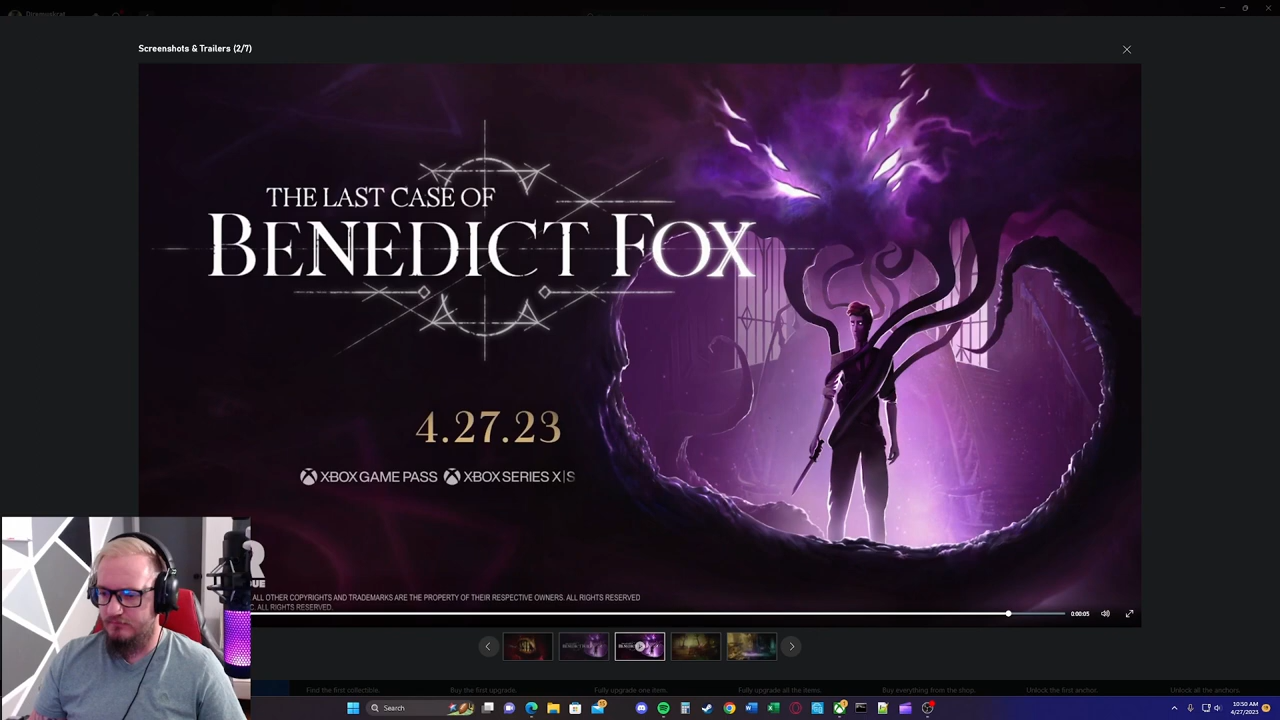 Screenshots & Trailers (2/7)
THE LAST CASE OF
BENEDICT FOX
4.27.23
XBOX GAME PASS XBOX SERIES X|S
ALL OTHER COPYRIGHTS AND TRADEMARKS ARE THE PROPERTY OF THEIR RESPECTIVE OWNERS. ALL RIGHTS RESERVED
C. ALL RIGHTS RESERVED.
0:00:05
Find the first collectible.
Buy the first upgrade.
Fully upgrade one item.
Fully upgrade all the items.
Buy everything from the shop.
Unlock the first anchor.
Unlock all the anchors.
Search
10:50 AM
4/27/2023